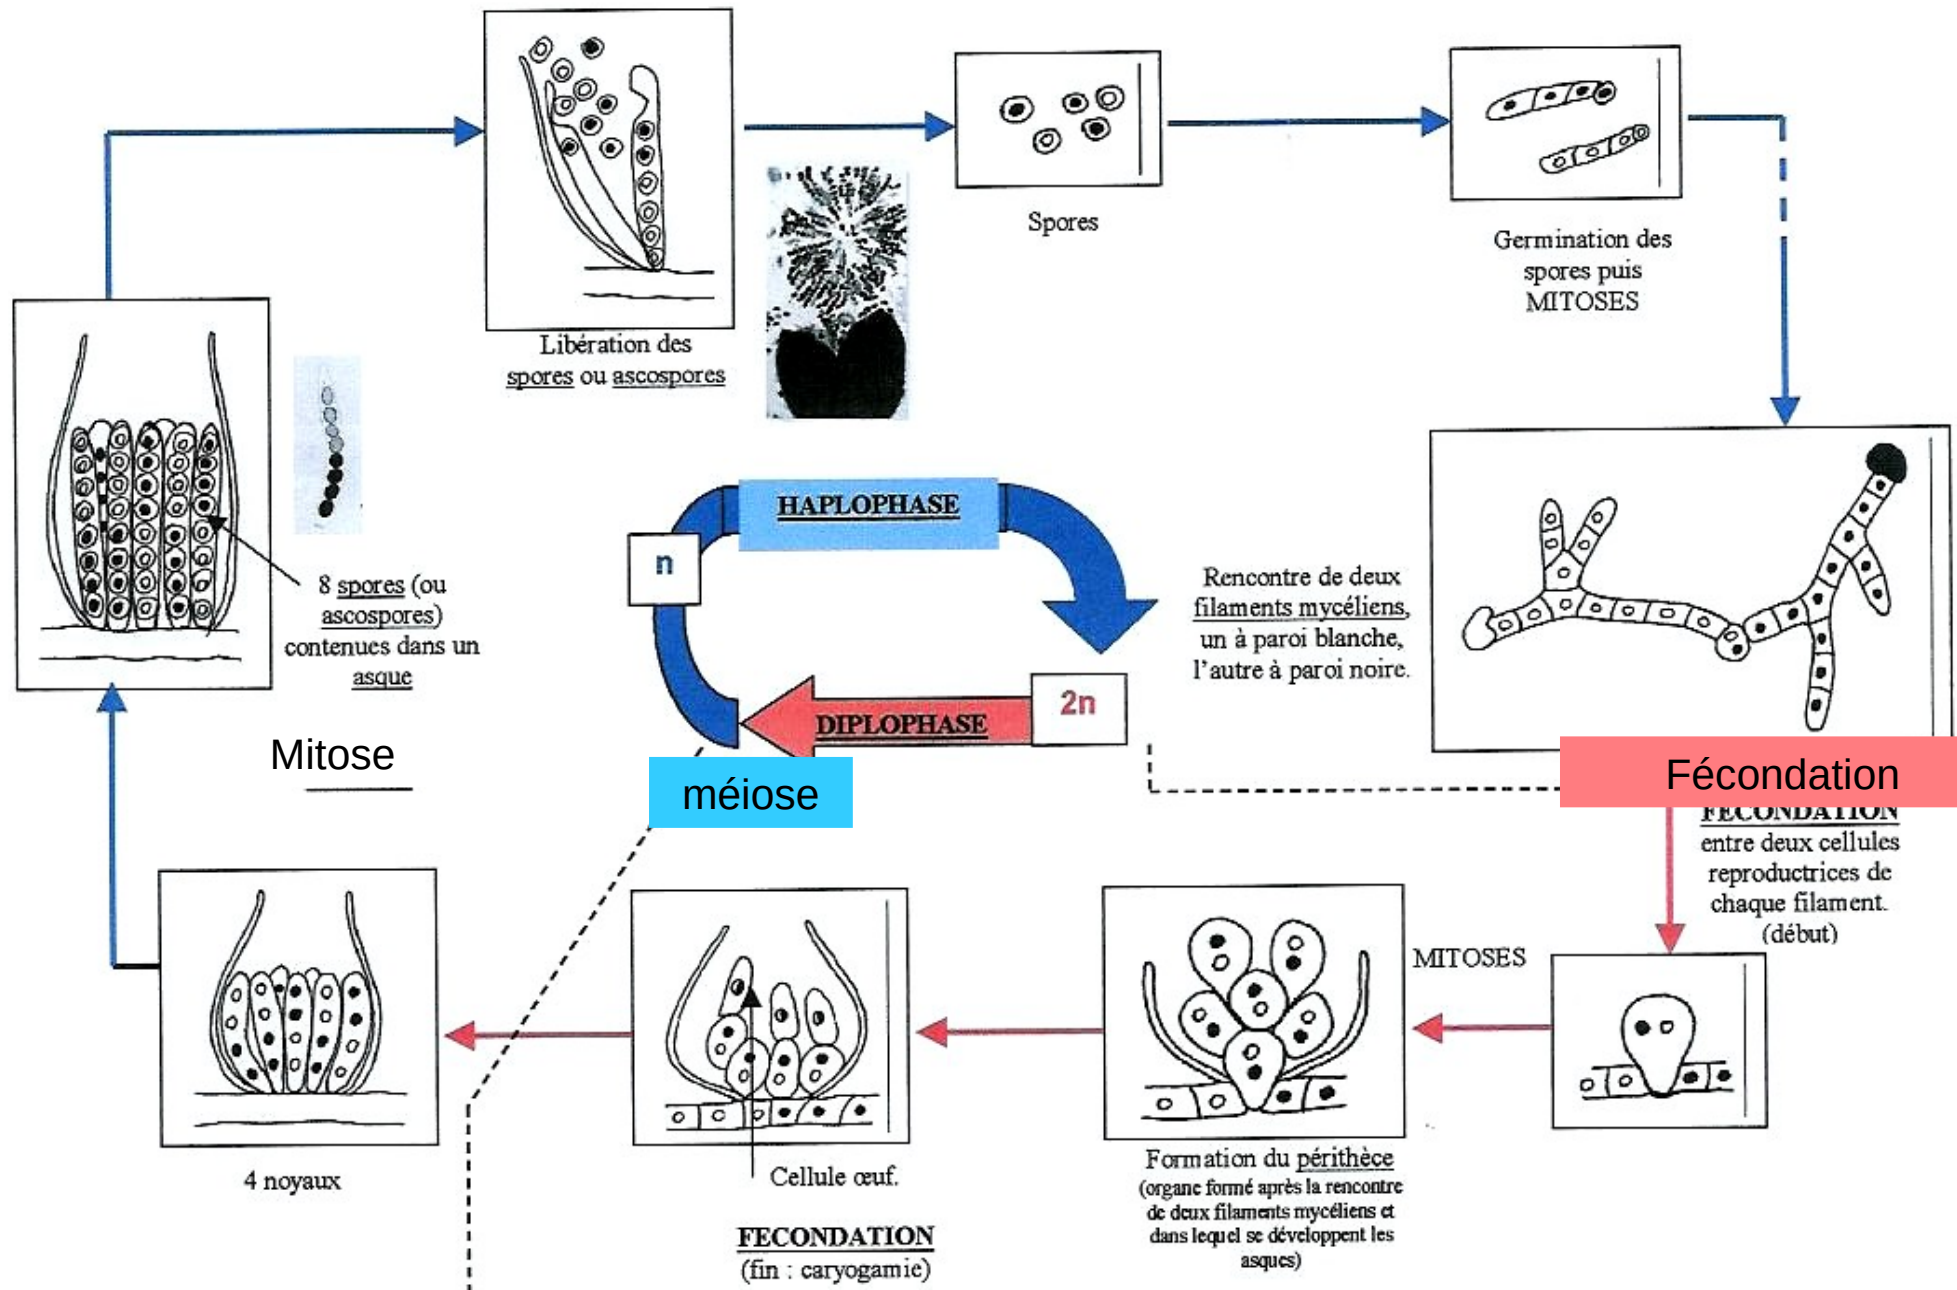 Libération des
spores ou ascospores
Spores
Germination des
spores puis
MITOSES
8 spores (ou
ascospores)
contenues dans un
asque
HAPLOPHASE
n
Rencontre de deux
filaments mycéliens,
un à paroi blanche,
l'autre à paroi noire.
2n
DIPLOPHASE
Mitose
méiose
Fécondation
FECONDATION
entre deux cellules
reproductrices de
chaque filament.
(début)
MITOSES
4 noyaux
Cellule œuf.
FECONDATION
(fin : caryogamie)
Formation du périthèce
(organe formé après la rencontre
de deux filaments mycéliens et
dans lequel se développent les
asques)